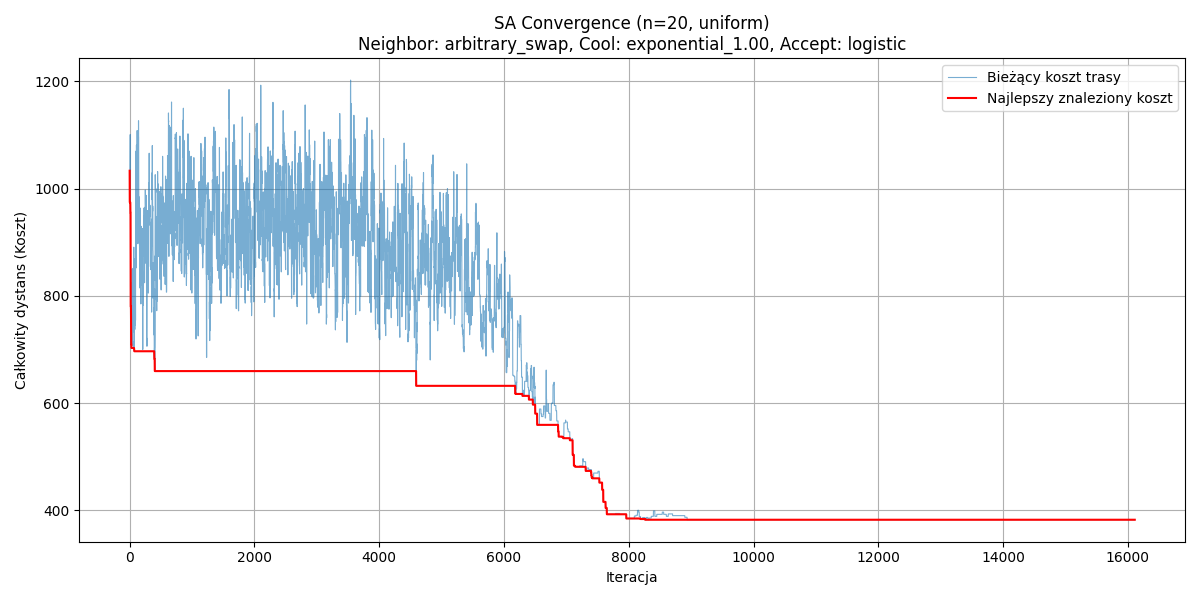 SA Convergence (n=20, uniform)
Neighbor: arbitrary_swap, Cool: exponential_1.00, Accept: logistic
Bieżący koszt trasy
Najlepszy znaleziony koszt
Całkowity dystans (Koszt)
1200
1000
800
600
400
0 2000 4000 6000 8000 10000 12000 14000 16000
Iteracja